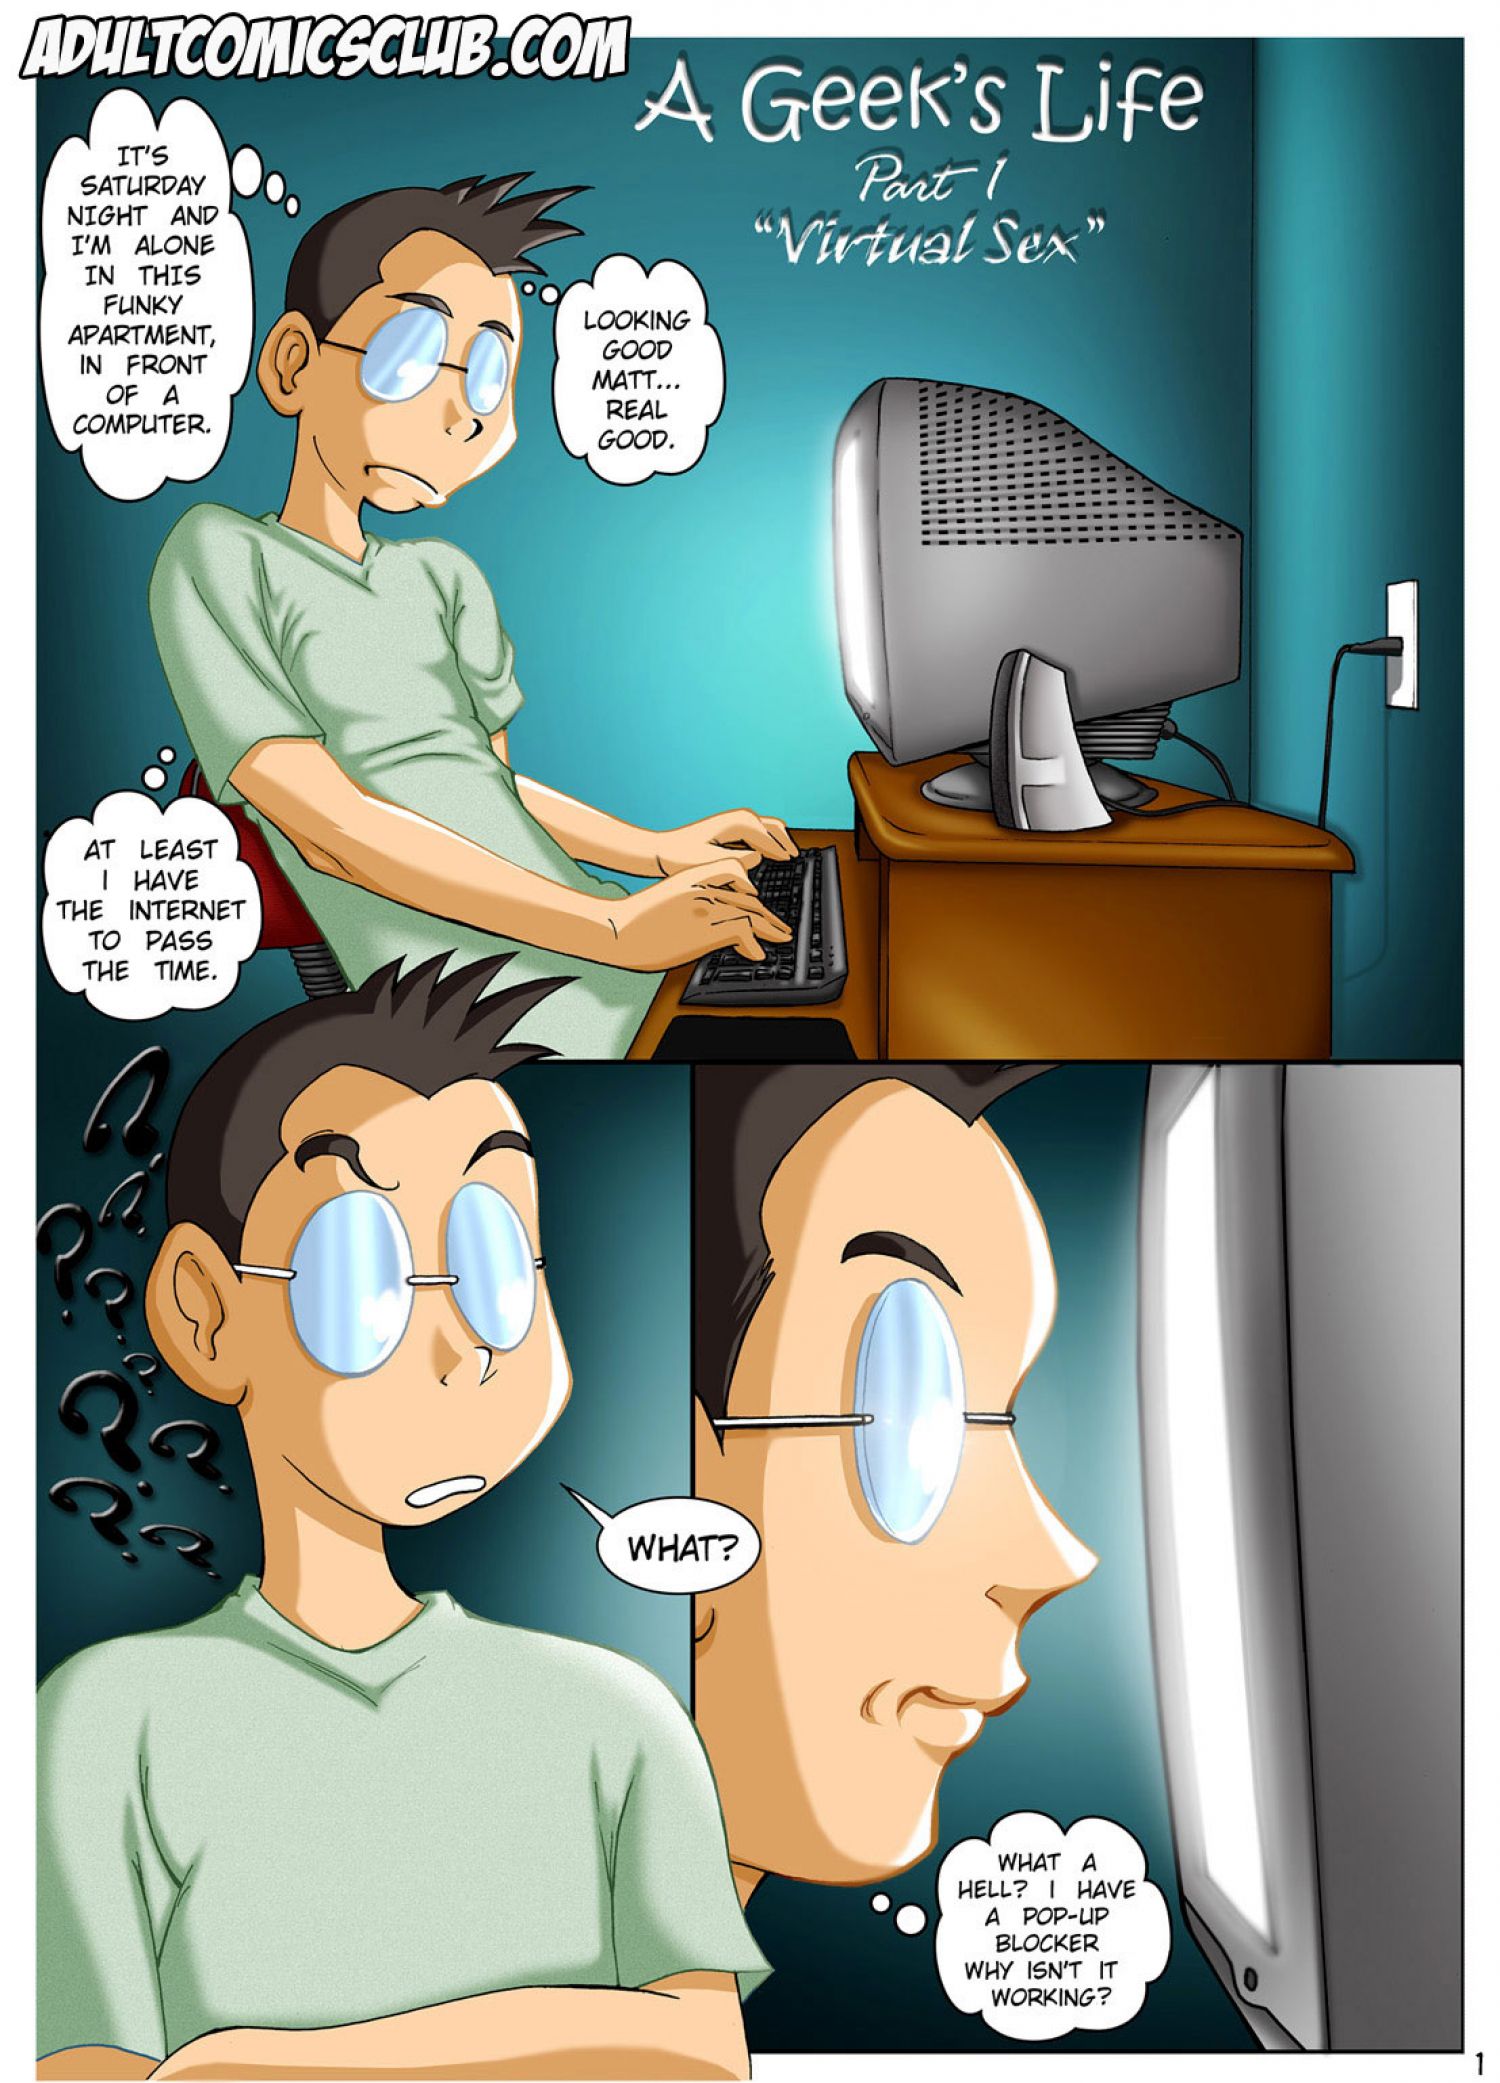 ADULTCOMICSCLUB.COM
A GEEK'S LIFE
Part 1
"Virtual Sex"
IT'S
SATURDAY
NIGHT AND
I'M ALONE
IN THIS
FUNKY
APARTMENT,
IN FRONT
OF A
COMPUTER.
LOOKING
GOOD
MATT...
REAL
GOOD.
AT LEAST
I HAVE
THE INTERNET
TO PASS
THE TIME.
? ? ? ? ? ? ? ? ?
WHAT?
WHAT A
HELL? I HAVE
A POP-UP
BLOCKER
WHY ISN'T IT
WORKING?
1